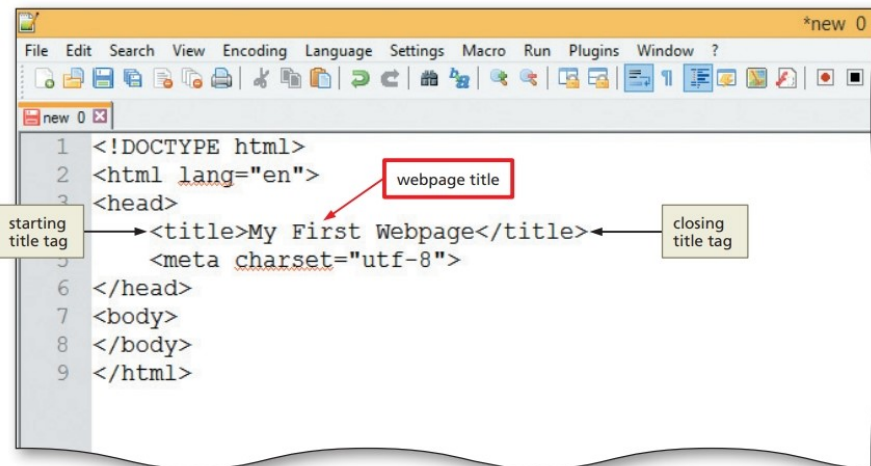 *new 0
File Edit Search View Encoding Language Settings Macro Run Plugins Window ?
new 0
1 <!DOCTYPE html>
2 <html lang="en">
webpage title
3 <head>
starting
title tag
<title>My First Webpage</title>
closing
title tag
5 <meta charset="utf-8">
6 </head>
7 <body>
8 </body>
9 </html>